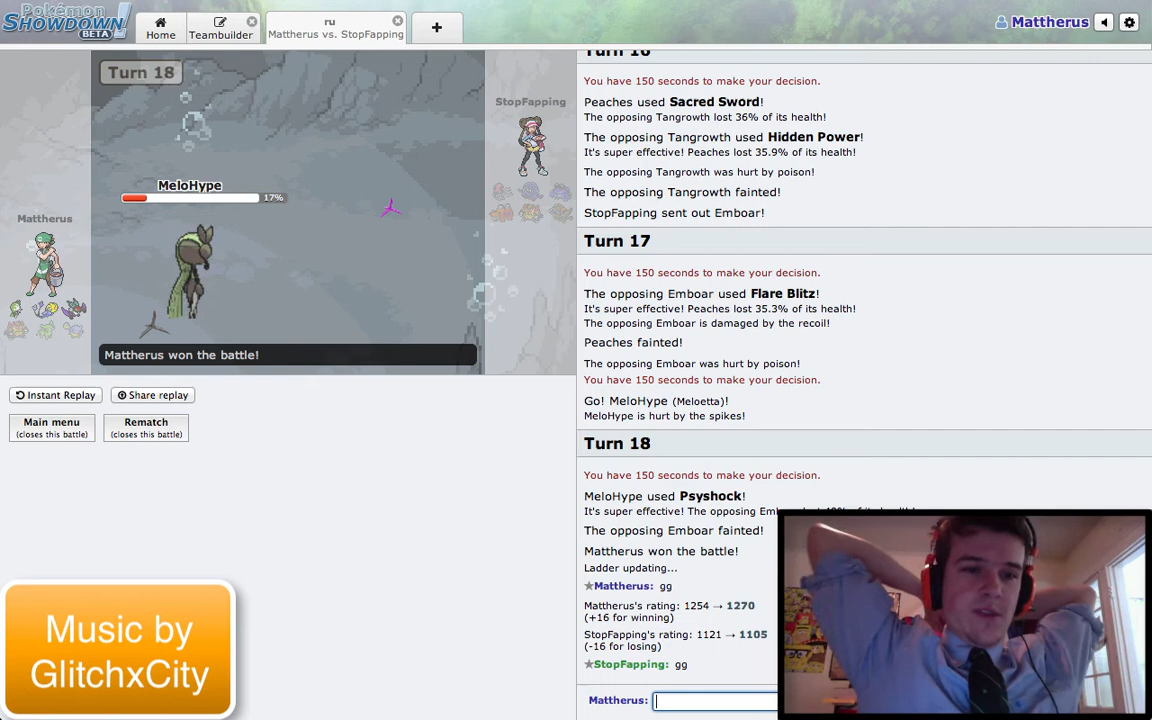 Pokémon
SHOWDOWN!
BETA
Home
Teambuilder
ru
Mattherus vs. StopFapping
+
Mattherus
Turn 18
MeloHype
17%
StopFapping
Mattherus
Mattherus won the battle!
Instant Replay
Share replay
Main menu
(closes this battle)
Rematch
(closes this battle)
Music by
GlitchxCity
Turn 16
You have 150 seconds to make your decision.
Peaches used Sacred Sword!
The opposing Tangrowth lost 36% of its health!
The opposing Tangrowth used Hidden Power!
It's super effective! Peaches lost 35.9% of its health!
The opposing Tangrowth was hurt by poison!
The opposing Tangrowth fainted!
StopFapping sent out Emboar!
Turn 17
You have 150 seconds to make your decision.
The opposing Emboar used Flare Blitz!
It's super effective! Peaches lost 35.3% of its health!
The opposing Emboar is damaged by the recoil!
Peaches fainted!
The opposing Emboar was hurt by poison!
You have 150 seconds to make your decision.
Go! MeloHype (Meloetta)!
MeloHype is hurt by the spikes!
Turn 18
You have 150 seconds to make your decision.
MeloHype used Psyshock!
It's super effective! The opposing
The opposing Emboar fainted!
Mattherus won the battle!
Ladder updating...
★Mattherus: gg
Mattherus's rating: 1254 → 1270
(+16 for winning)
StopFapping's rating: 1121 → 1105
(-16 for losing)
★StopFapping: gg
Mattherus: